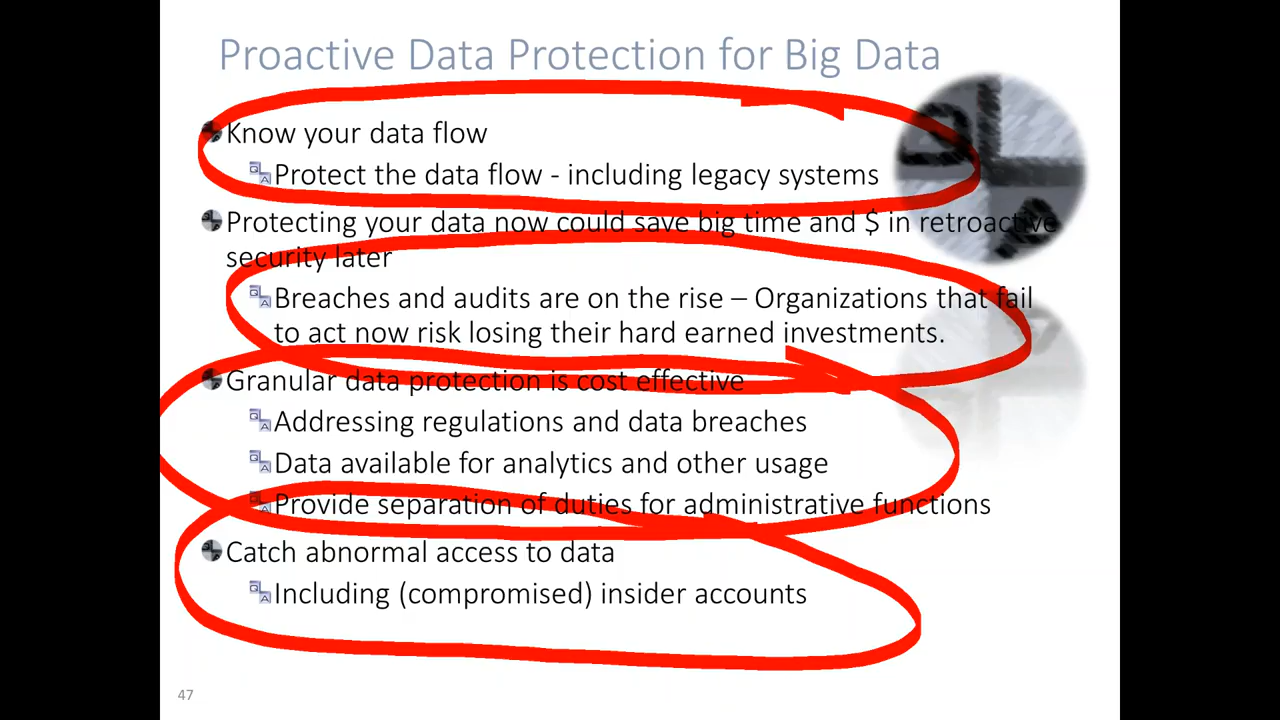 Proactive Data Protection for Big Data
Know your data flow
Protect the data flow - including legacy systems
Protecting your data now could save big time and $ in retroactive
security later
Breaches and audits are on the rise – Organizations that fail
to act now risk losing their hard earned investments.
Granular data protection is cost effective
Addressing regulations and data breaches
Data available for analytics and other usage
Provide separation of duties for administrative functions
Catch abnormal access to data
Including (compromised) insider accounts
47